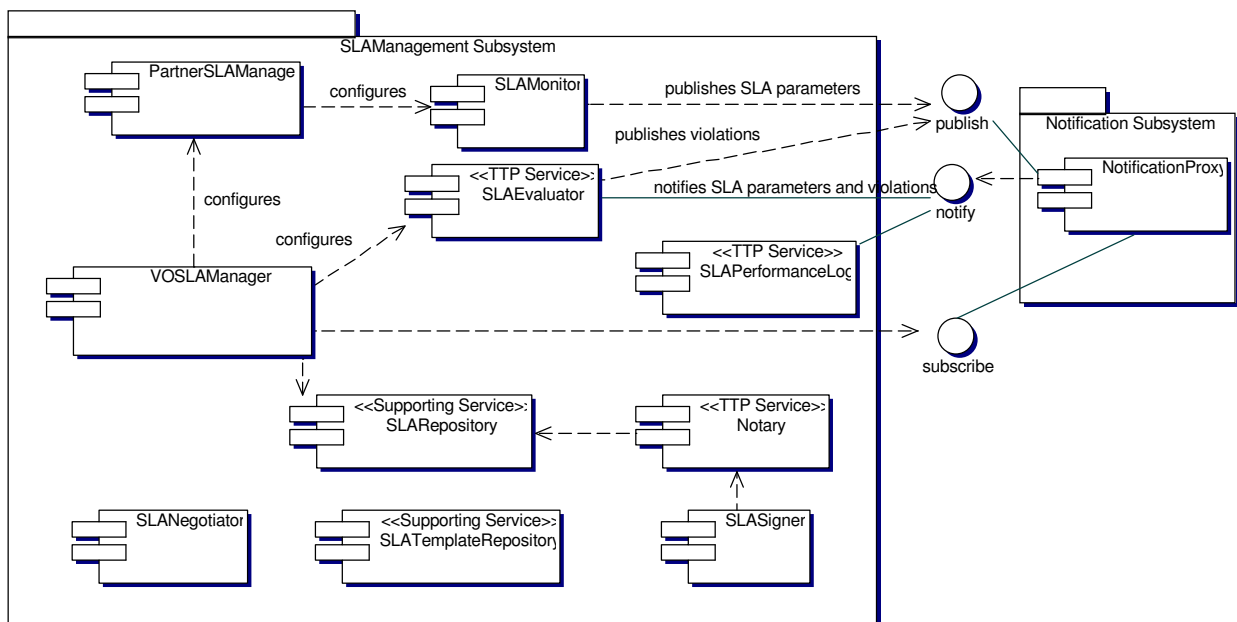 SLAManagement Subsystem
PartnerSLAManage
configures
SLAMonitor
publishes SLA parameters
publish
publishes violations
Notification Subsystem
NotificationProxy
<<TTP Service>>
SLAEvaluator
notifies SLA parameters and violations
notify
configures
configures
<<TTP Service>>
SLAPerformanceLog
VOSLAManager
subscribe
<<Supporting Service>>
SLARepository
<<TTP Service>>
Notary
SLANegotiator
<<Supporting Service>>
SLATemplateRepository
SLASigner